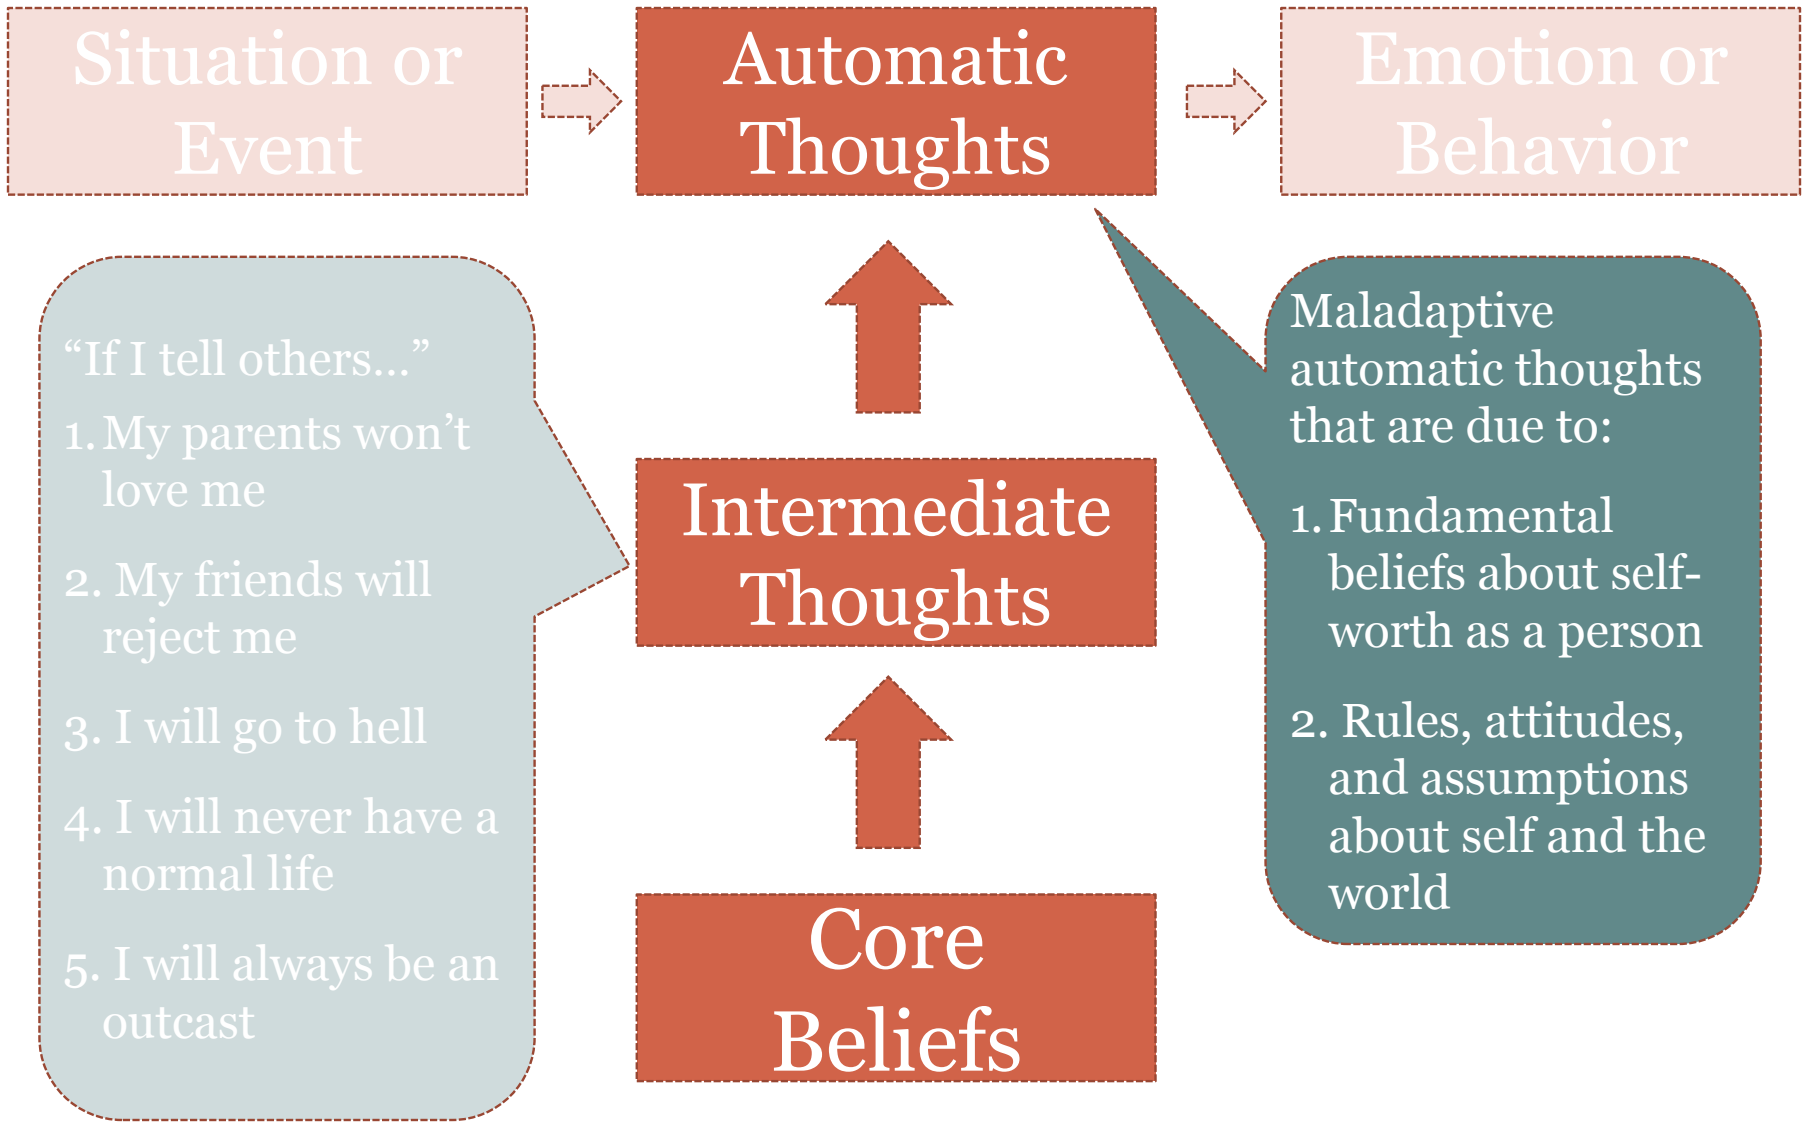 Situation or
Event
Automatic
Thoughts
Emotion or
Behavior
“If I tell others…”
1. My parents won’t
love me
2. My friends will
reject me
3. I will go to hell
4. I will never have a
normal life
5. I will always be an
outcast
Intermediate
Thoughts
Core
Beliefs
Maladaptive
automatic thoughts
that are due to:
1. Fundamental
beliefs about self-
worth as a person
2. Rules, attitudes,
and assumptions
about self and the
world